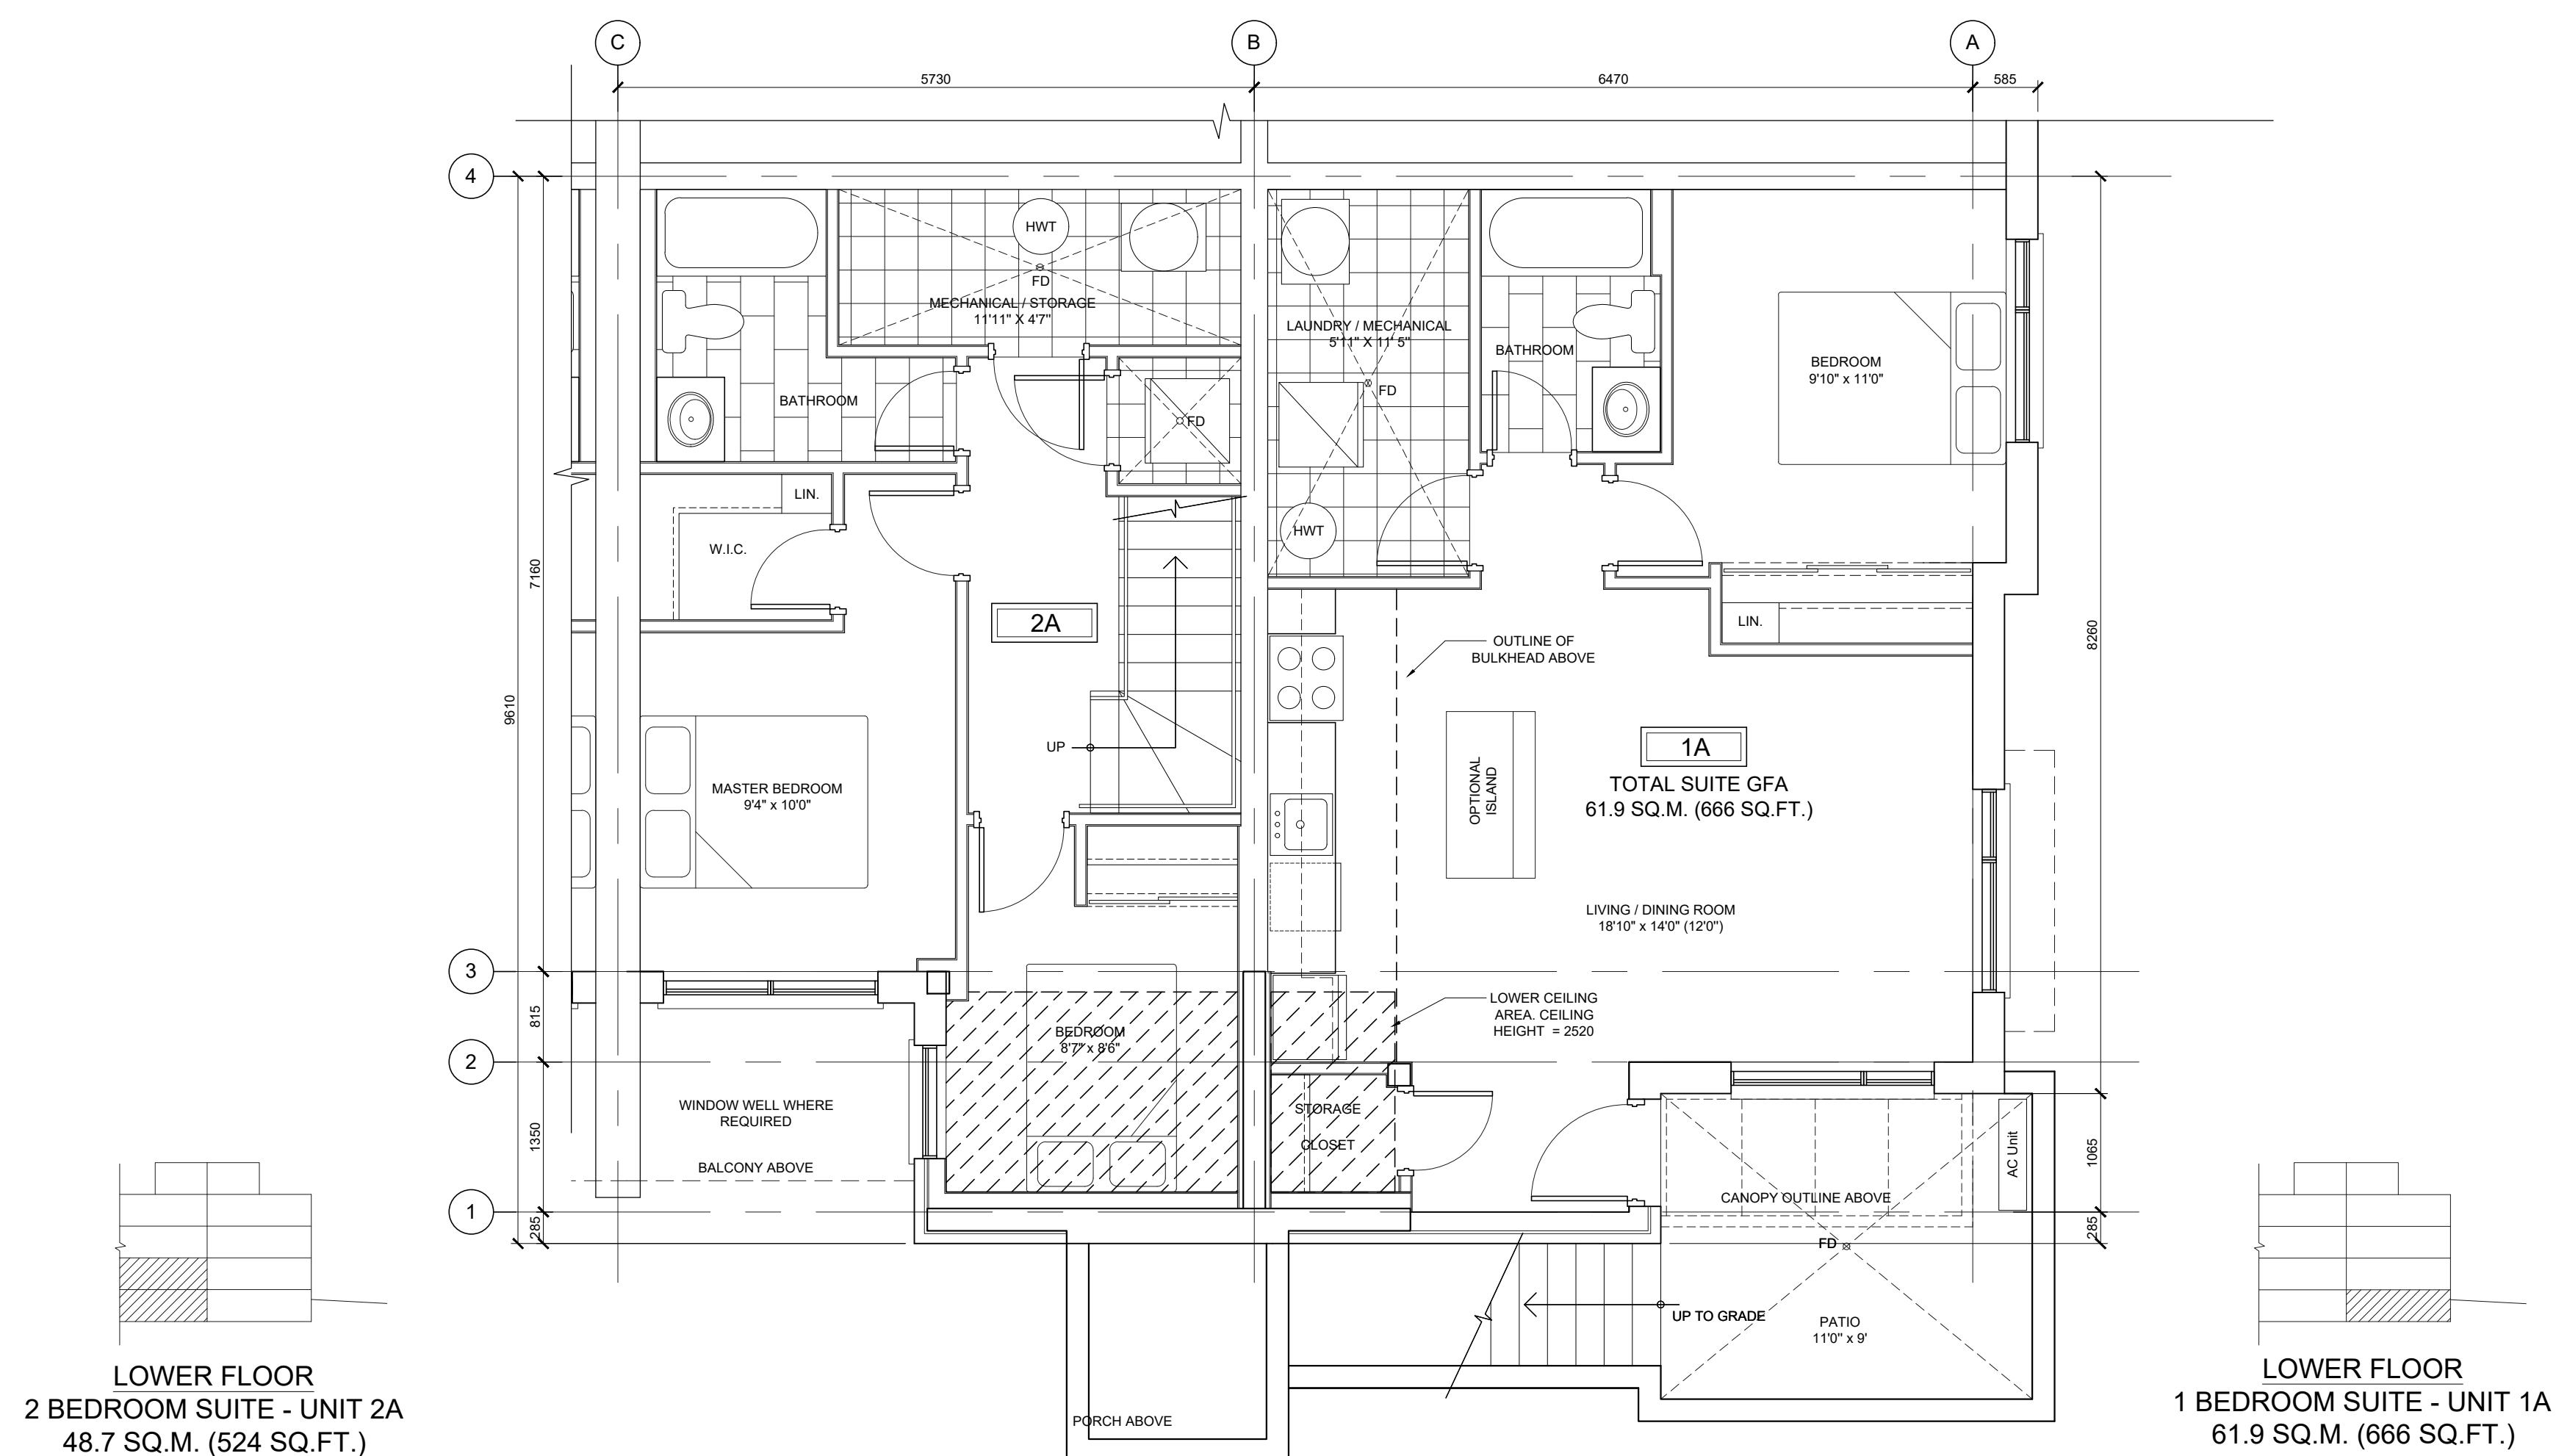 C
B
A
5730
6470
585
4
3
2
1
9610
7160
815
1350
285
8260
1065
285
HWT
FD
MECHANICAL / STORAGE
11'11" X 4'7"
BATHROOM
FD
LIN.
W.I.C.
2A
UP
MASTER BEDROOM
9'4" x 10'0"
BEDROOM
8'7" x 8'6"
WINDOW WELL WHERE
REQUIRED
BALCONY ABOVE
LAUNDRY / MECHANICAL
5'11" X 11' 5"
FD
HWT
BATHROOM
BEDROOM
9'10" x 11'0"
LIN.
OUTLINE OF
BULKHEAD ABOVE
OPTIONAL
ISLAND
1A
TOTAL SUITE GFA
61.9 SQ.M. (666 SQ.FT.)
LIVING / DINING ROOM
18'10" x 14'0" (12'0")
LOWER CEILING
AREA. CEILING
HEIGHT = 2520
STORAGE
CLOSET
AC Unit
CANOPY OUTLINE ABOVE
FD
UP TO GRADE
PATIO
11'0" x 9'
PORCH ABOVE
LOWER FLOOR
2 BEDROOM SUITE - UNIT 2A
48.7 SQ.M. (524 SQ.FT.)
LOWER FLOOR
1 BEDROOM SUITE - UNIT 1A
61.9 SQ.M. (666 SQ.FT.)